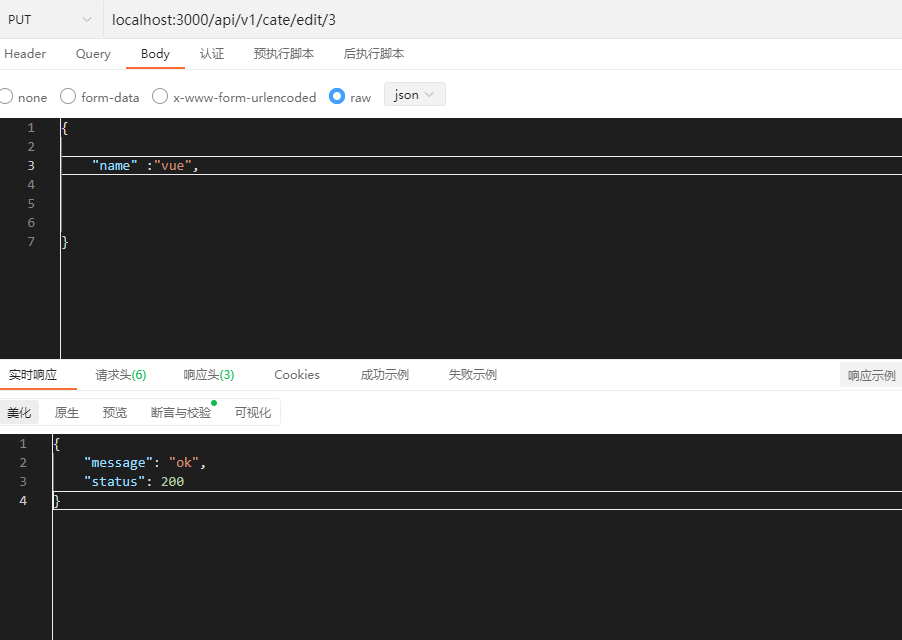 PUT localhost:3000/api/v1/cate/edit/3
Header Query Body 认证 预执行脚本 后执行脚本
none form-data x-www-form-urlencoded raw json
1 {
2
3 "name" :"vue",
4
5
6
7 }
实时响应 请求头(6) 响应头(3) Cookies 成功示例 失败示例 响应示例
美化 原生 预览 断言与校验 可视化
1 {
2 "message": "ok",
3 "status": 200
4 }